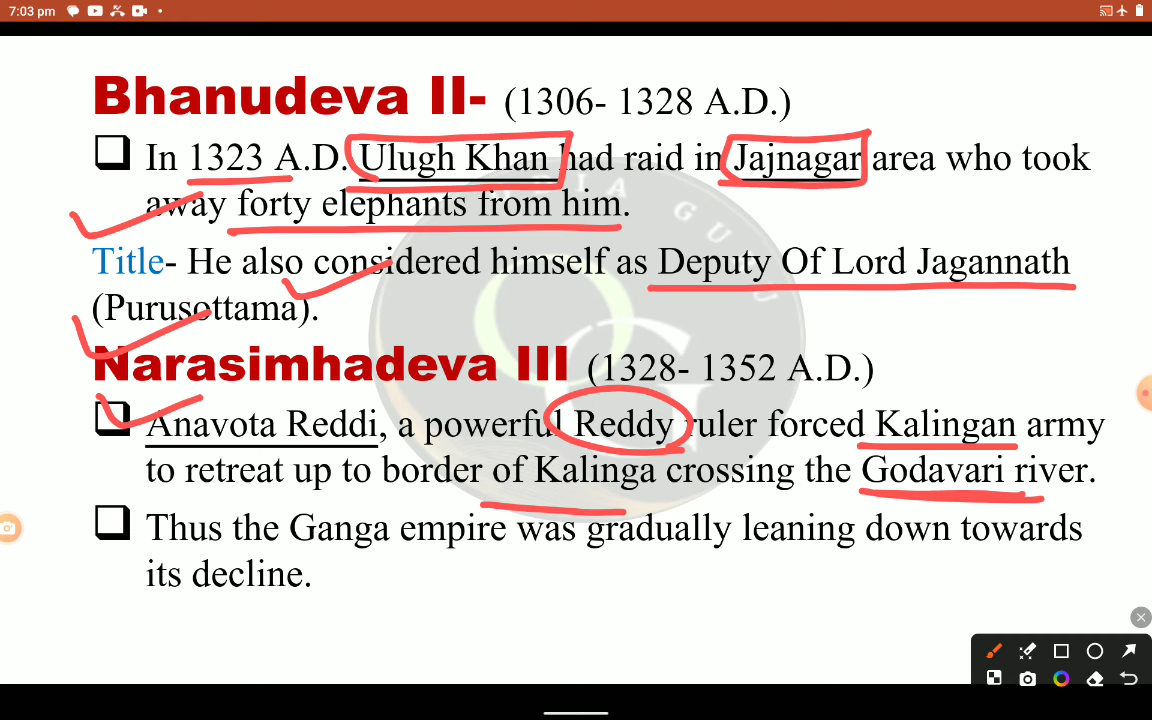 7:03 pm
Bhanudeva II- (1306- 1328 A.D.)
In 1323 A.D. Ulugh Khan had raid in Jajnagar area who took
away forty elephants from him.
Title- He also considered himself as Deputy Of Lord Jagannath
(Purusottama).
Narasimhadeva III (1328- 1352 A.D.)
Anavota Reddi, a powerful Reddy ruler forced Kalingan army
to retreat up to border of Kalinga crossing the Godavari river.
Thus the Ganga empire was gradually leaning down towards
its decline.